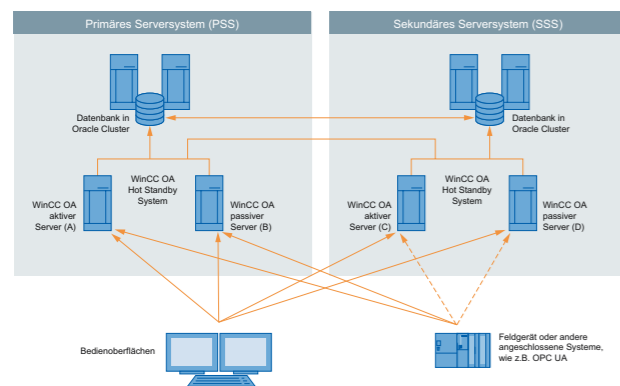 Primäres Serversystem (PSS)
Sekundäres Serversystem (SSS)
Datenbank in
Oracle Cluster
Datenbank in
Oracle Cluster
WinCC OA
Hot Standby
System
WinCC OA
Hot Standby
System
WinCC OA
aktiver
Server (A)
WinCC OA
passiver
Server (B)
WinCC OA
aktiver
Server (C)
WinCC OA
passiver
Server (D)
Bedienoberflächen
Feldgerät oder andere
angeschlossene Systeme,
wie z.B. OPC UA